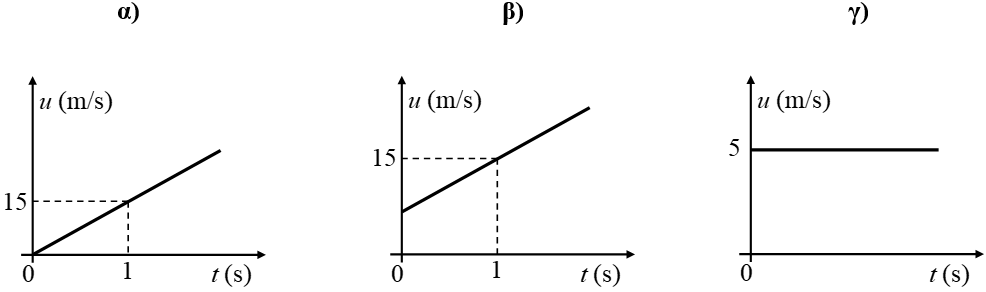 α)
u (m/s)
15
0
1
t (s)
β)
u (m/s)
15
0
1
t (s)
γ)
u (m/s)
5
0
t (s)